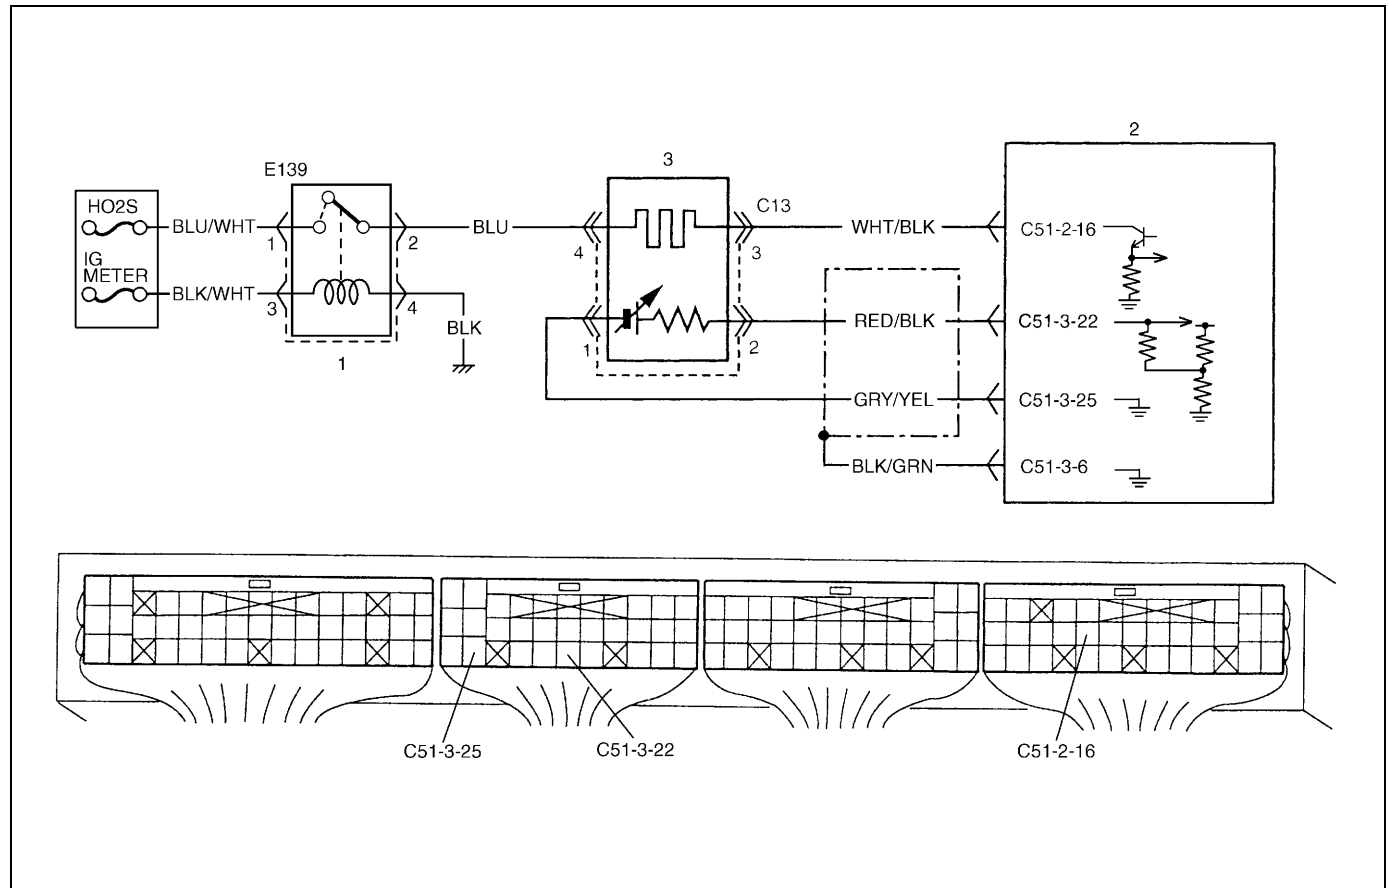 2
E139
3
HO2S
BLU/WHT
1
2
BLU
4
C13
3
WHT/BLK
C51-2-16
IG
METER
BLK/WHT
3
4
BLK
1
1
2
RED/BLK
C51-3-22
GRY/YEL
C51-3-25
BLK/GRN
C51-3-6
C51-3-25
C51-3-22
C51-2-16